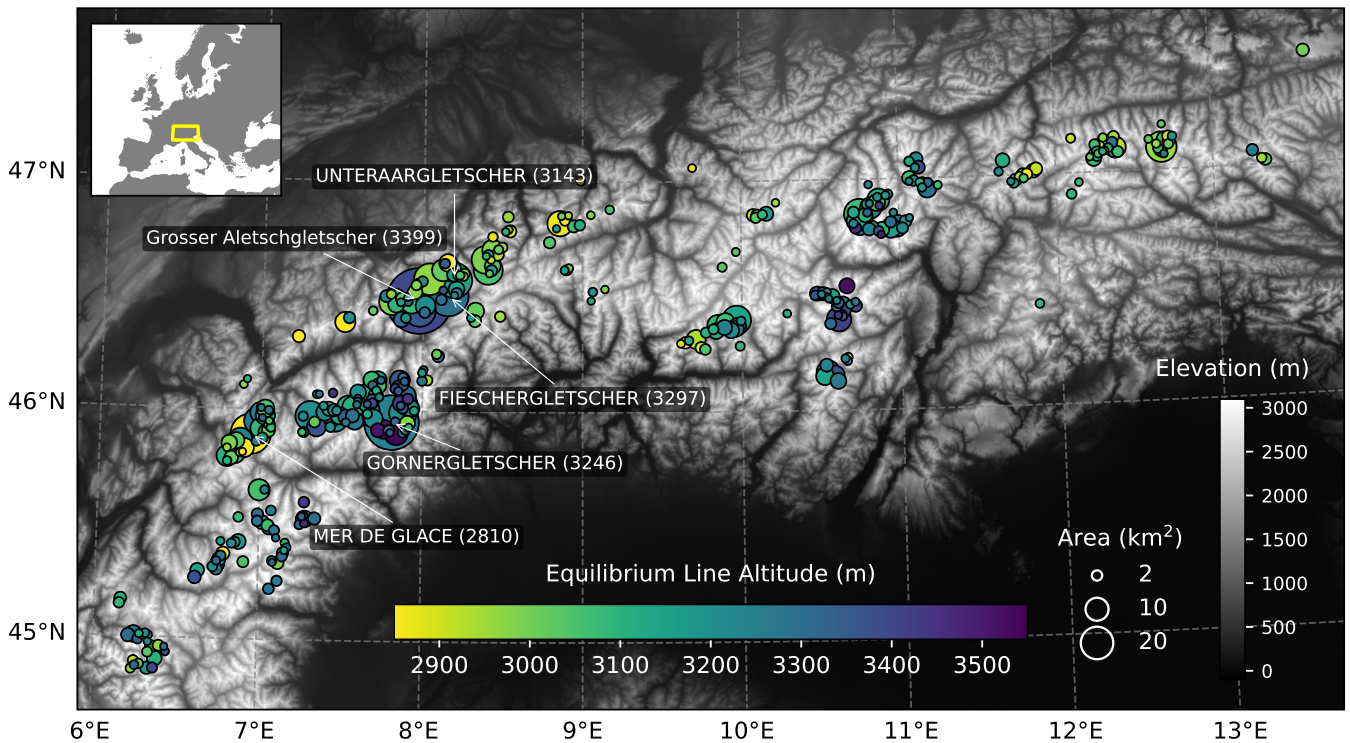 47°N
46°N
45°N
UNTERAARGLETSCHER (3143)
Grosser Aletschgletscher (3399)
FIESCHERGLETSCHER (3297)
GORNERGLETSCHER (3246)
MER DE GLACE (2810)
Elevation (m)
3000
2500
2000
1500
1000
500
0
Area (km²)
2
10
20
Equilibrium Line Altitude (m)
2900 3000 3100 3200 3300 3400 3500
6°E 7°E 8°E 9°E 10°E 11°E 12°E 13°E